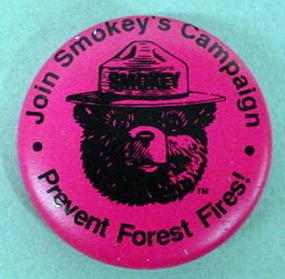 Join Smokey's Campaign
SMOKEY
TM
• Prevent Forest Fires! •